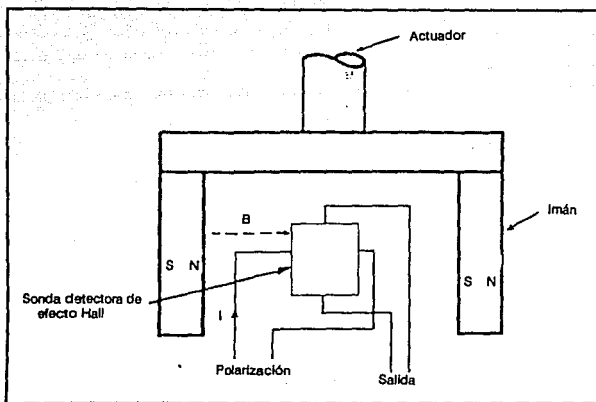 Actuador
Imán
B
S N
S N
Sonda detectora de
efecto Hall
I
Polarización
Salida